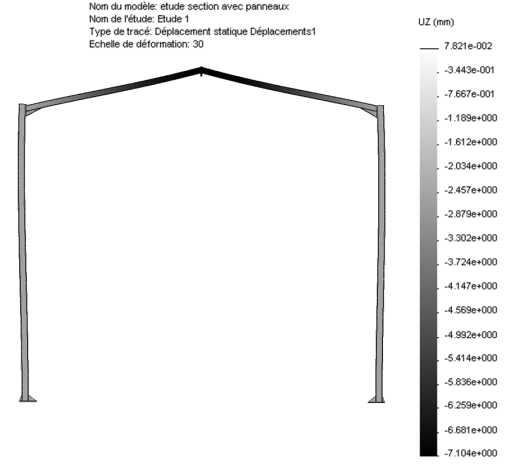 Nom du modèle: etude section avec panneaux
Nom de l'étude: Etude 1
Type de tracé: Déplacement statique Déplacements1
Echelle de déformation: 30
UZ (mm)
7.821e-002
-3.443e-001
-7.667e-001
-1.189e+000
-1.612e+000
-2.034e+000
-2.457e+000
-2.879e+000
-3.302e+000
-3.724e+000
-4.147e+000
-4.569e+000
-4.992e+000
-5.414e+000
-5.836e+000
-6.259e+000
-6.681e+000
-7.104e+000